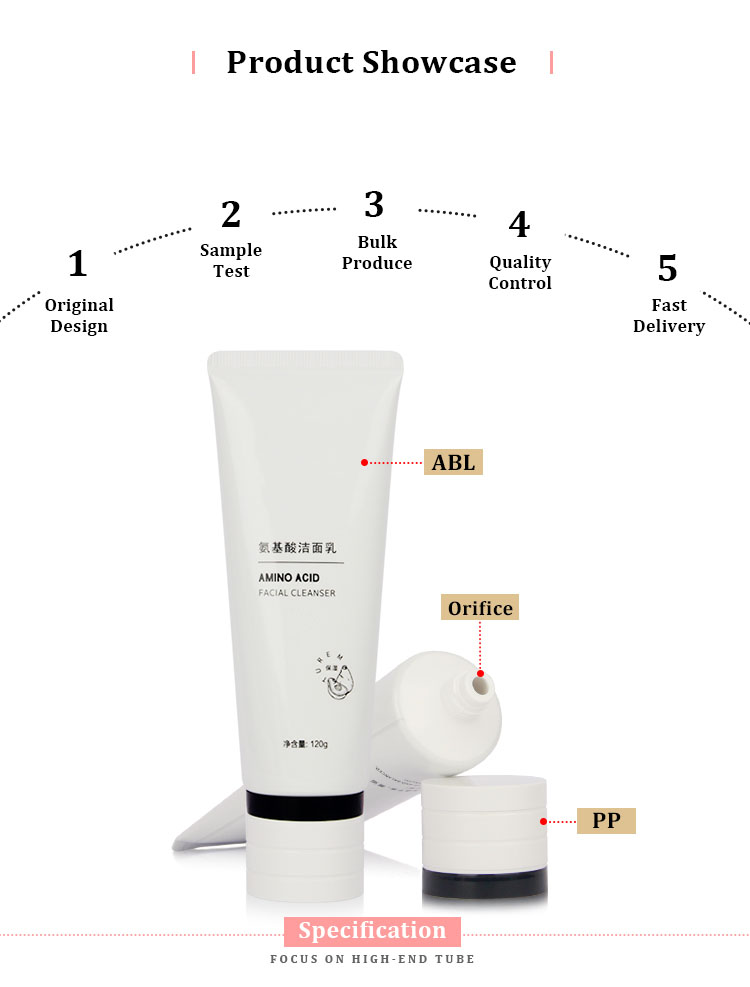 Product Showcase
1
Original
Design
2
Sample
Test
3
Bulk
Produce
4
Quality
Control
5
Fast
Delivery
ABL
氨基酸洁面乳
AMINO ACID
FACIAL CLEANSER
保湿
净含量: 120g
Orifice
PP
Specification
FOCUS ON HIGH-END TUBE